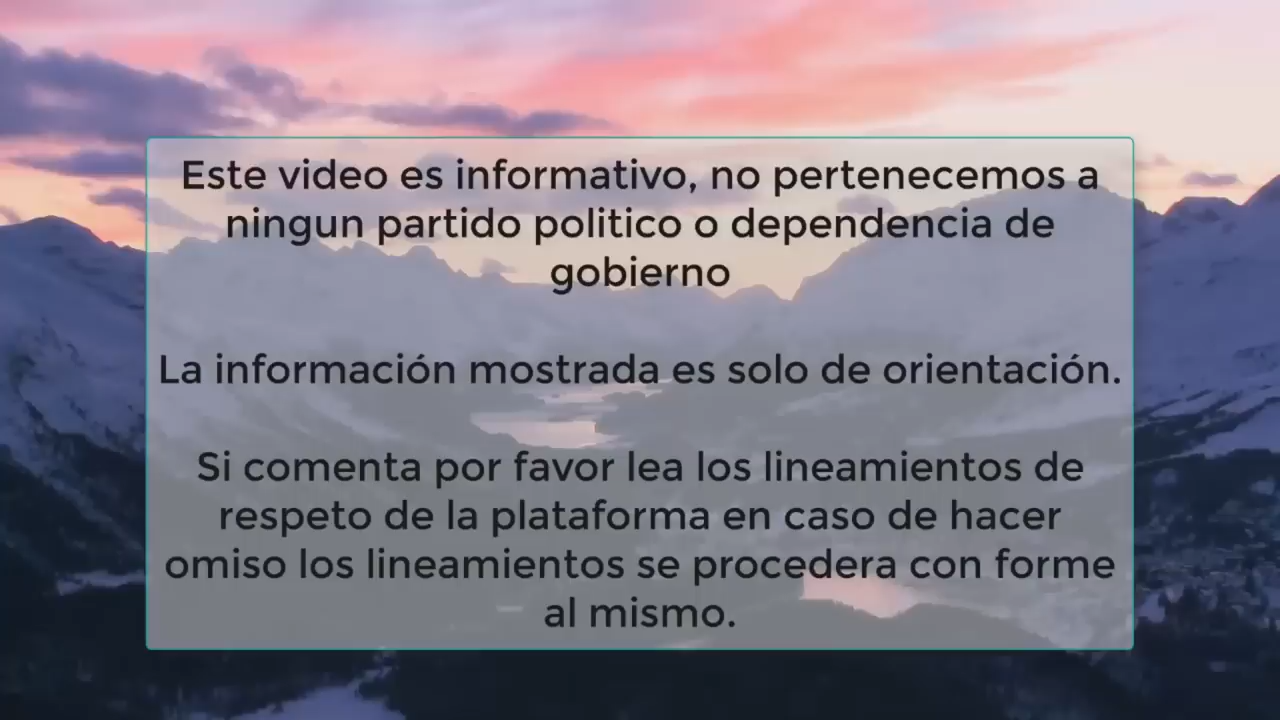 Este video es informativo, no pertenecemos a
ningun partido politico o dependencia de
gobierno
La información mostrada es solo de orientación.
Si comenta por favor lea los lineamientos de
respeto de la plataforma en caso de hacer
omiso los lineamientos se procedera con forme
al mismo.